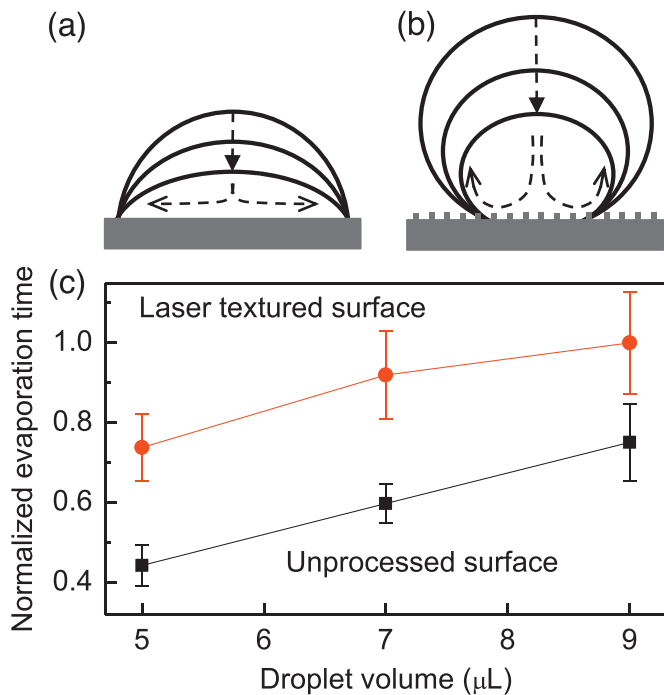 (a)
(b)
(c)
Laser textured surface
Normalized evaporation time
1.0
0.8
0.6
0.4
Unprocessed surface
5 6 7 8 9
Droplet volume (μL)